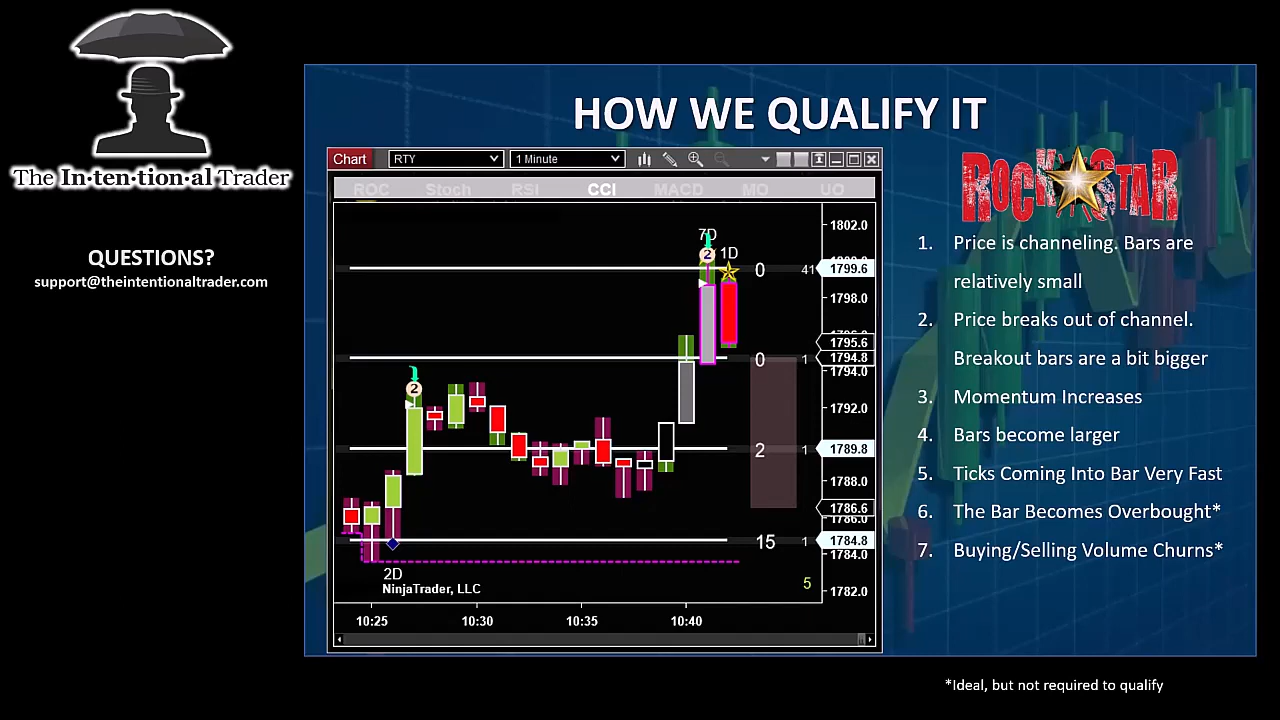 The In·ten·tion·al Trader
QUESTIONS?
support@theintentionaltrader.com
HOW WE QUALIFY IT
Chart RTY 1 Minute
ROC Stoch RSI CCI MACD MO UO
7D
2 1D
2
0 41
0 1
2 1
15 1
5
2D
NinjaTrader, LLC
1802.0
1799.6
1798.0
1795.6
1794.8
1794.0
1792.0
1789.8
1788.0
1786.6
1786.0
1784.8
1784.0
1782.0
10:25 10:30 10:35 10:40
ROCKSTAR
1. Price is channeling. Bars are
relatively small
2. Price breaks out of channel.
Breakout bars are a bit bigger
3. Momentum Increases
4. Bars become larger
5. Ticks Coming Into Bar Very Fast
6. The Bar Becomes Overbought*
7. Buying/Selling Volume Churns*
*Ideal, but not required to qualify